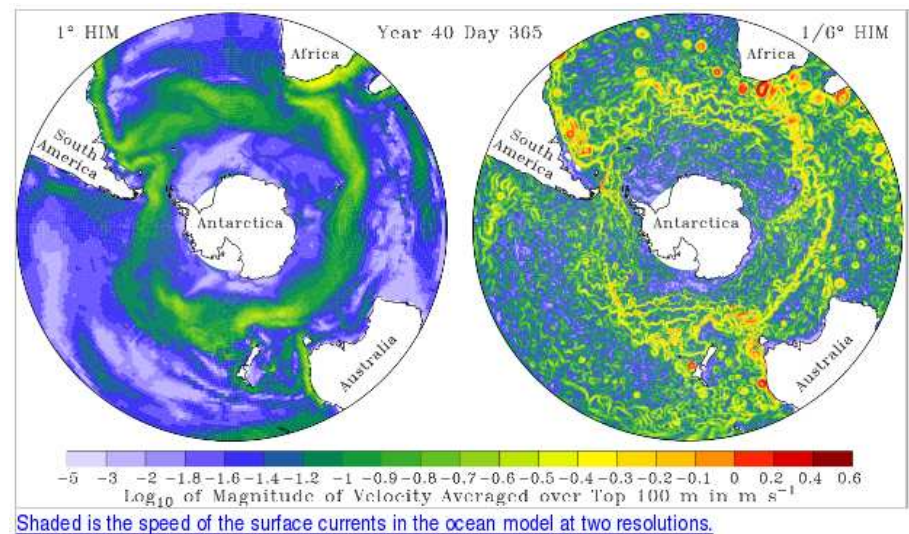 1° HIM
Year 40 Day 365
1/6° HIM
Africa
Africa
South
America
South
America
Antarctica
Antarctica
Australia
Australia
-5 -3 -2 -1.8 -1.6 -1.4 -1.2 -1 -0.9 -0.8 -0.7 -0.6 -0.5 -0.4 -0.3 -0.2 -0.1 0 0.2 0.4 0.6
Log₁₀ of Magnitude of Velocity Averaged over Top 100 m in m s⁻¹
Shaded is the speed of the surface currents in the ocean model at two resolutions.